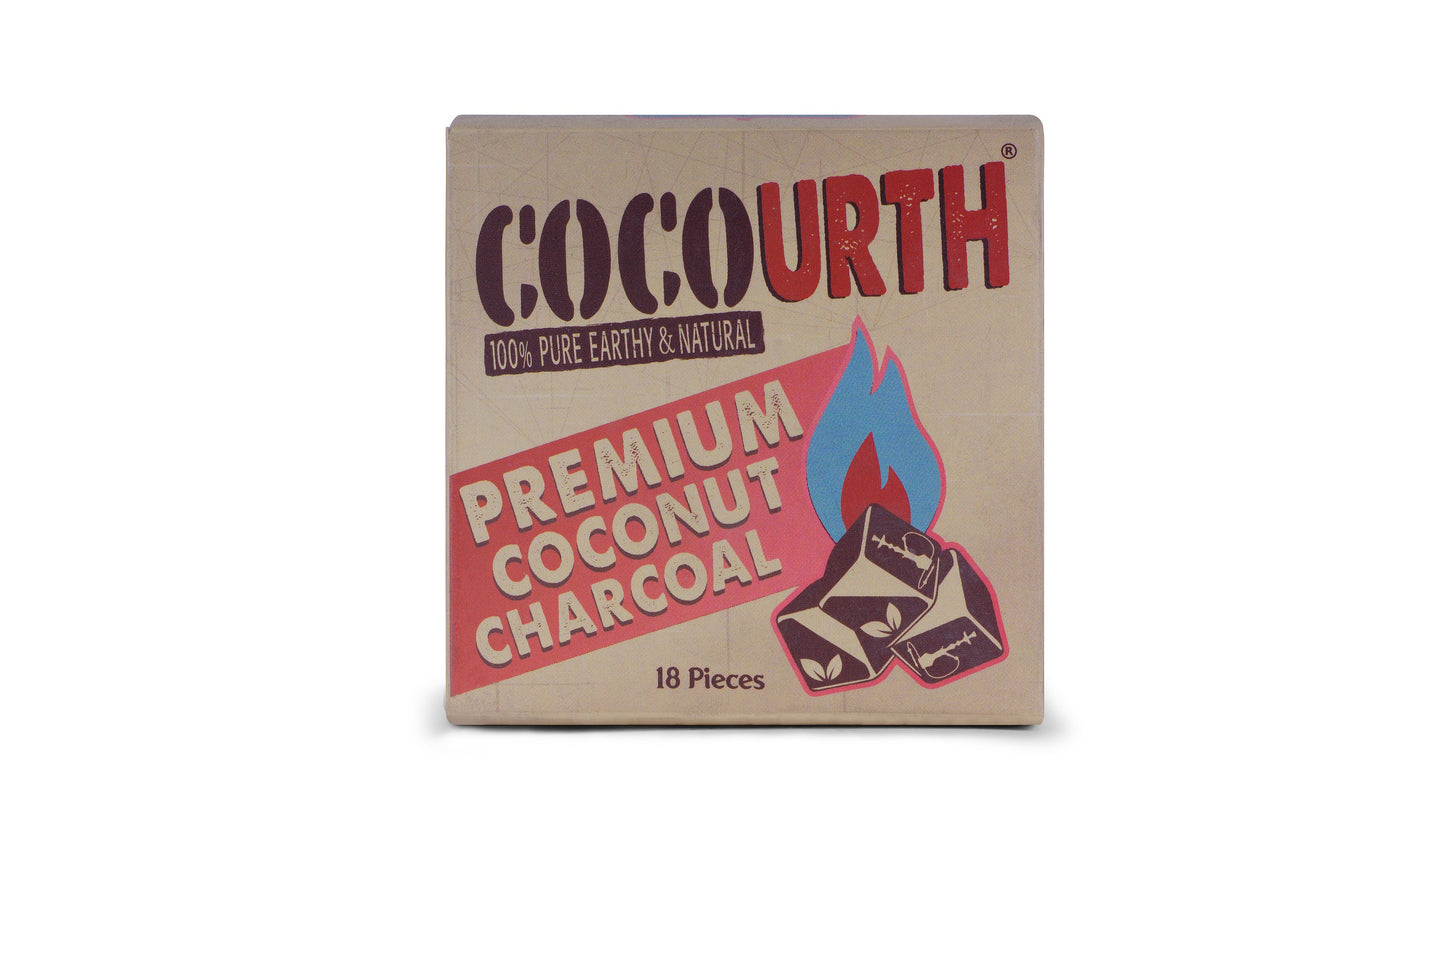 COCOURTH®
100% PURE EARTHY & NATURAL
PREMIUM
COCONUT
CHARCOAL
18 Pieces